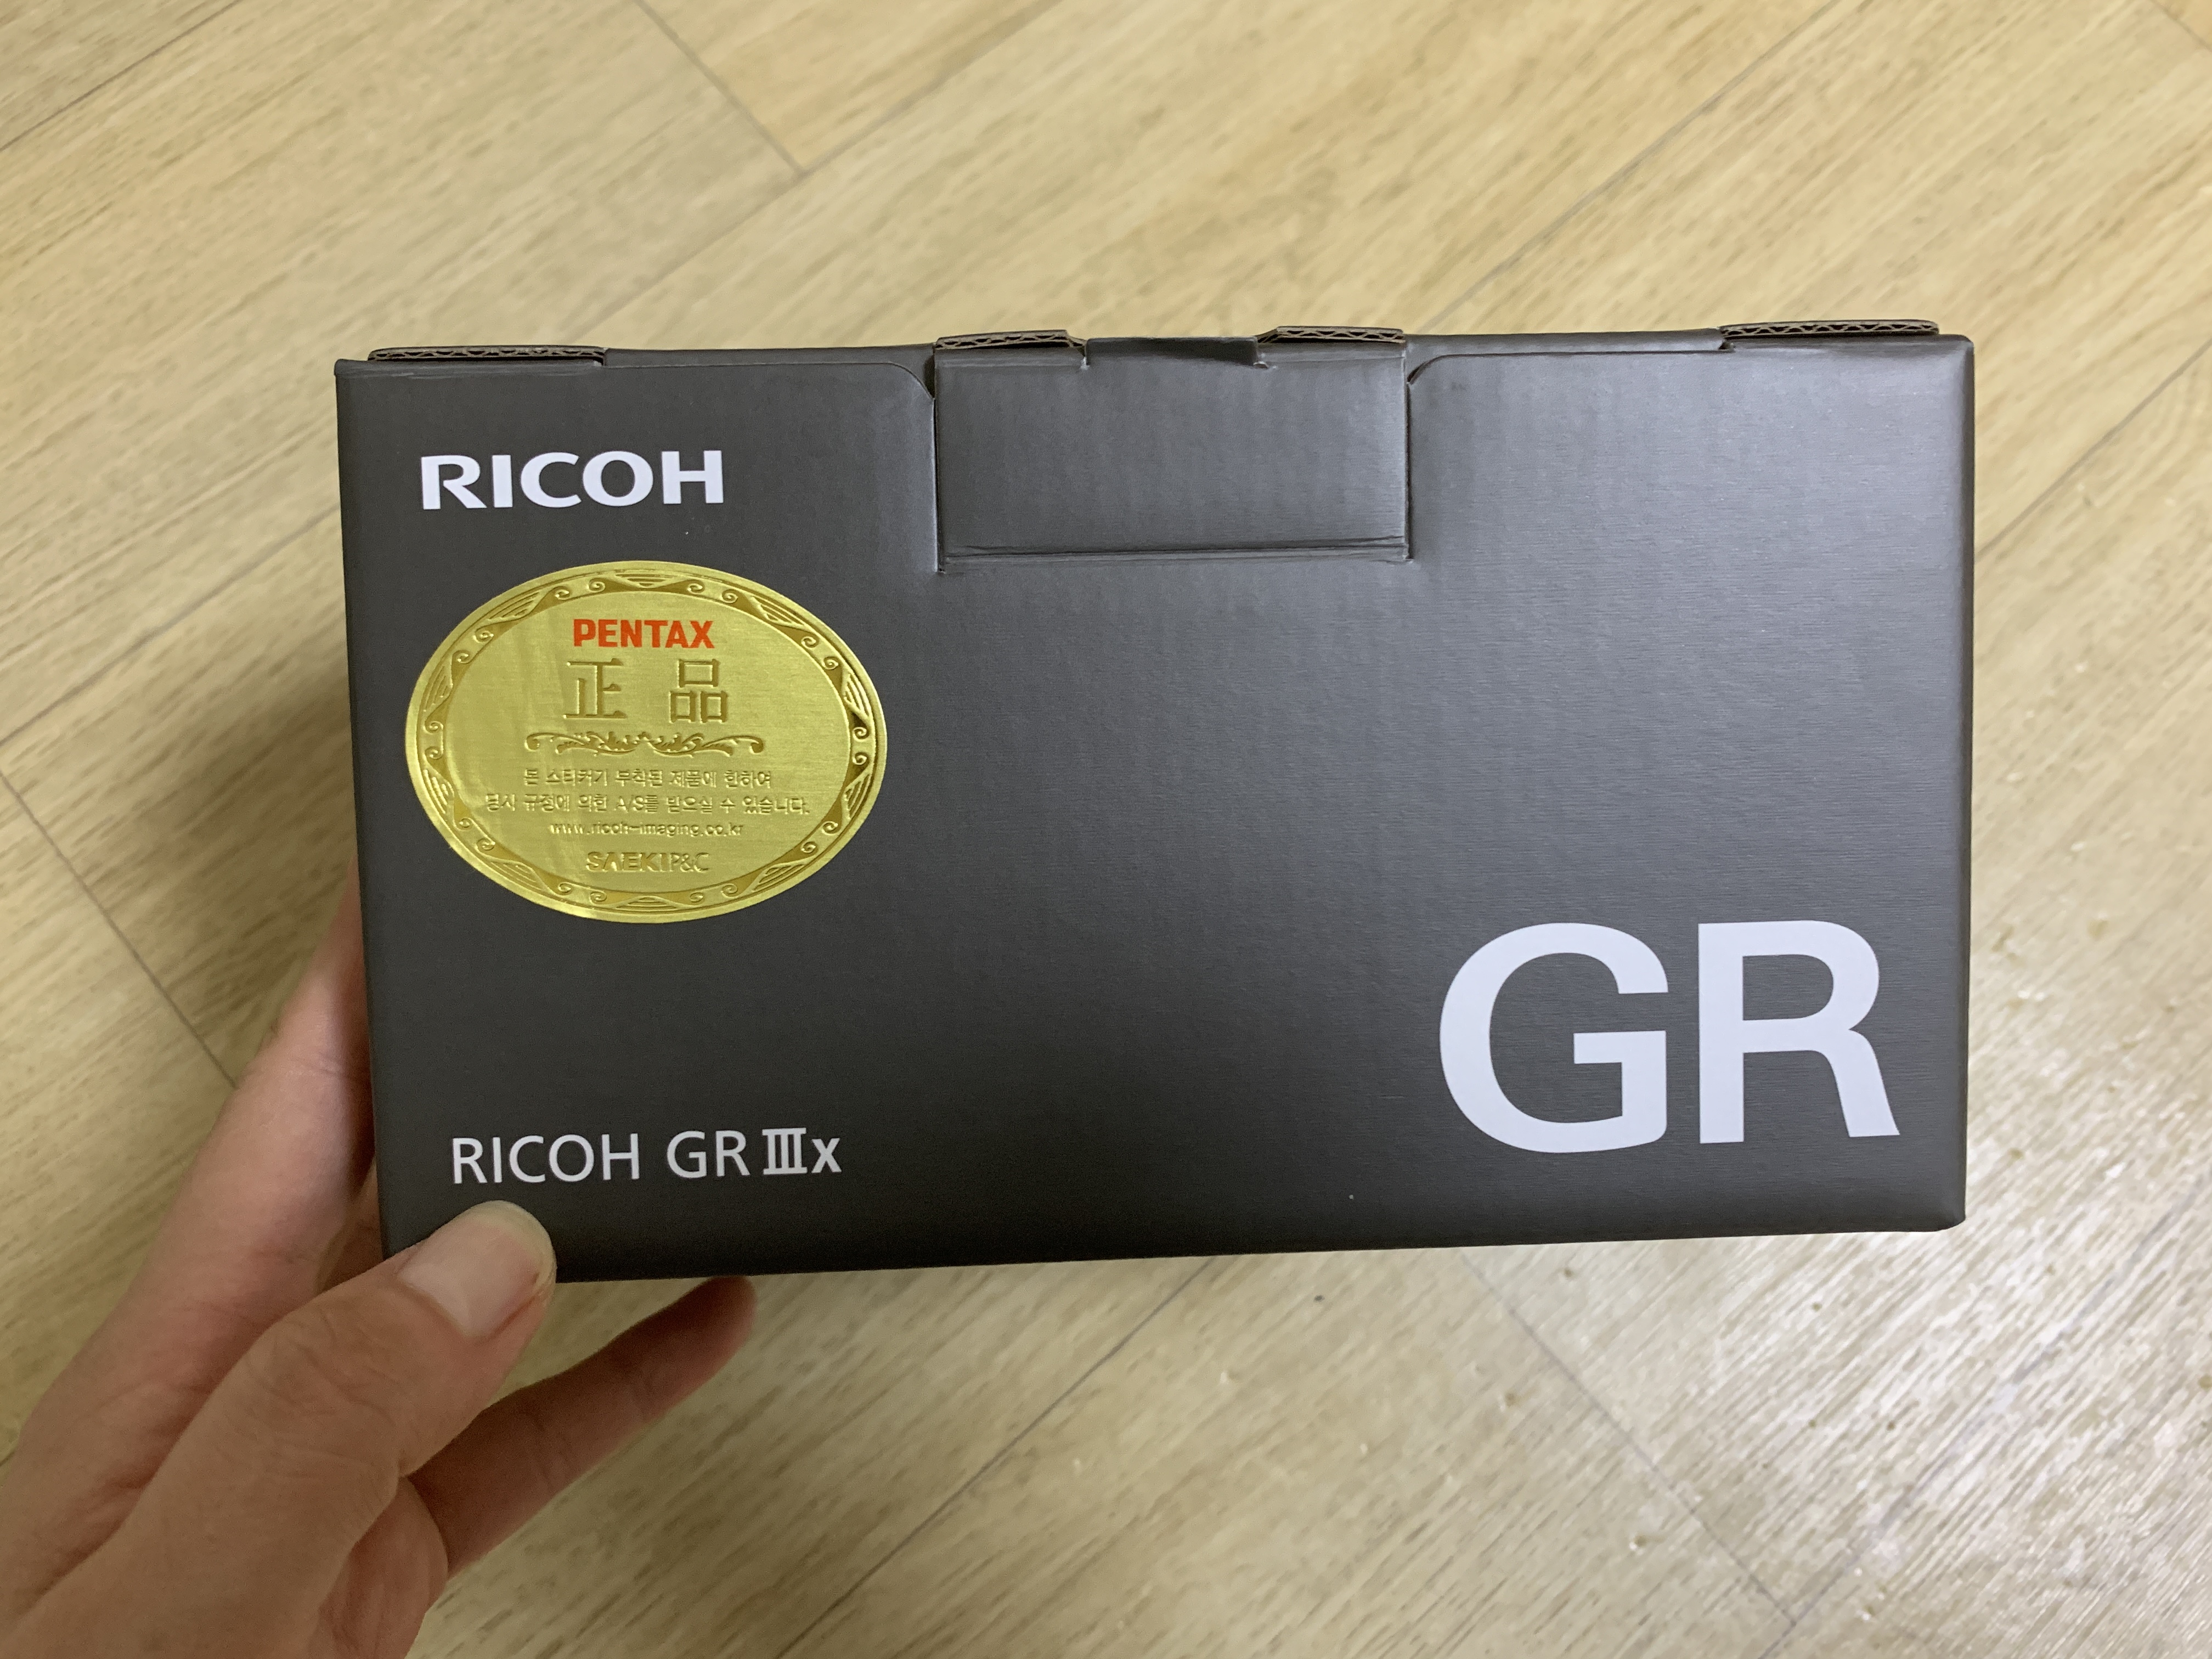 RICOH
PENTAX
正品
본 스티커가 부착된 제품에 한하여
당사 규정에 의한 A/S를 받으실 수 있습니다.
www.ricoh-imaging.co.kr
SAEKI P&C
GR
RICOH GR IIIx